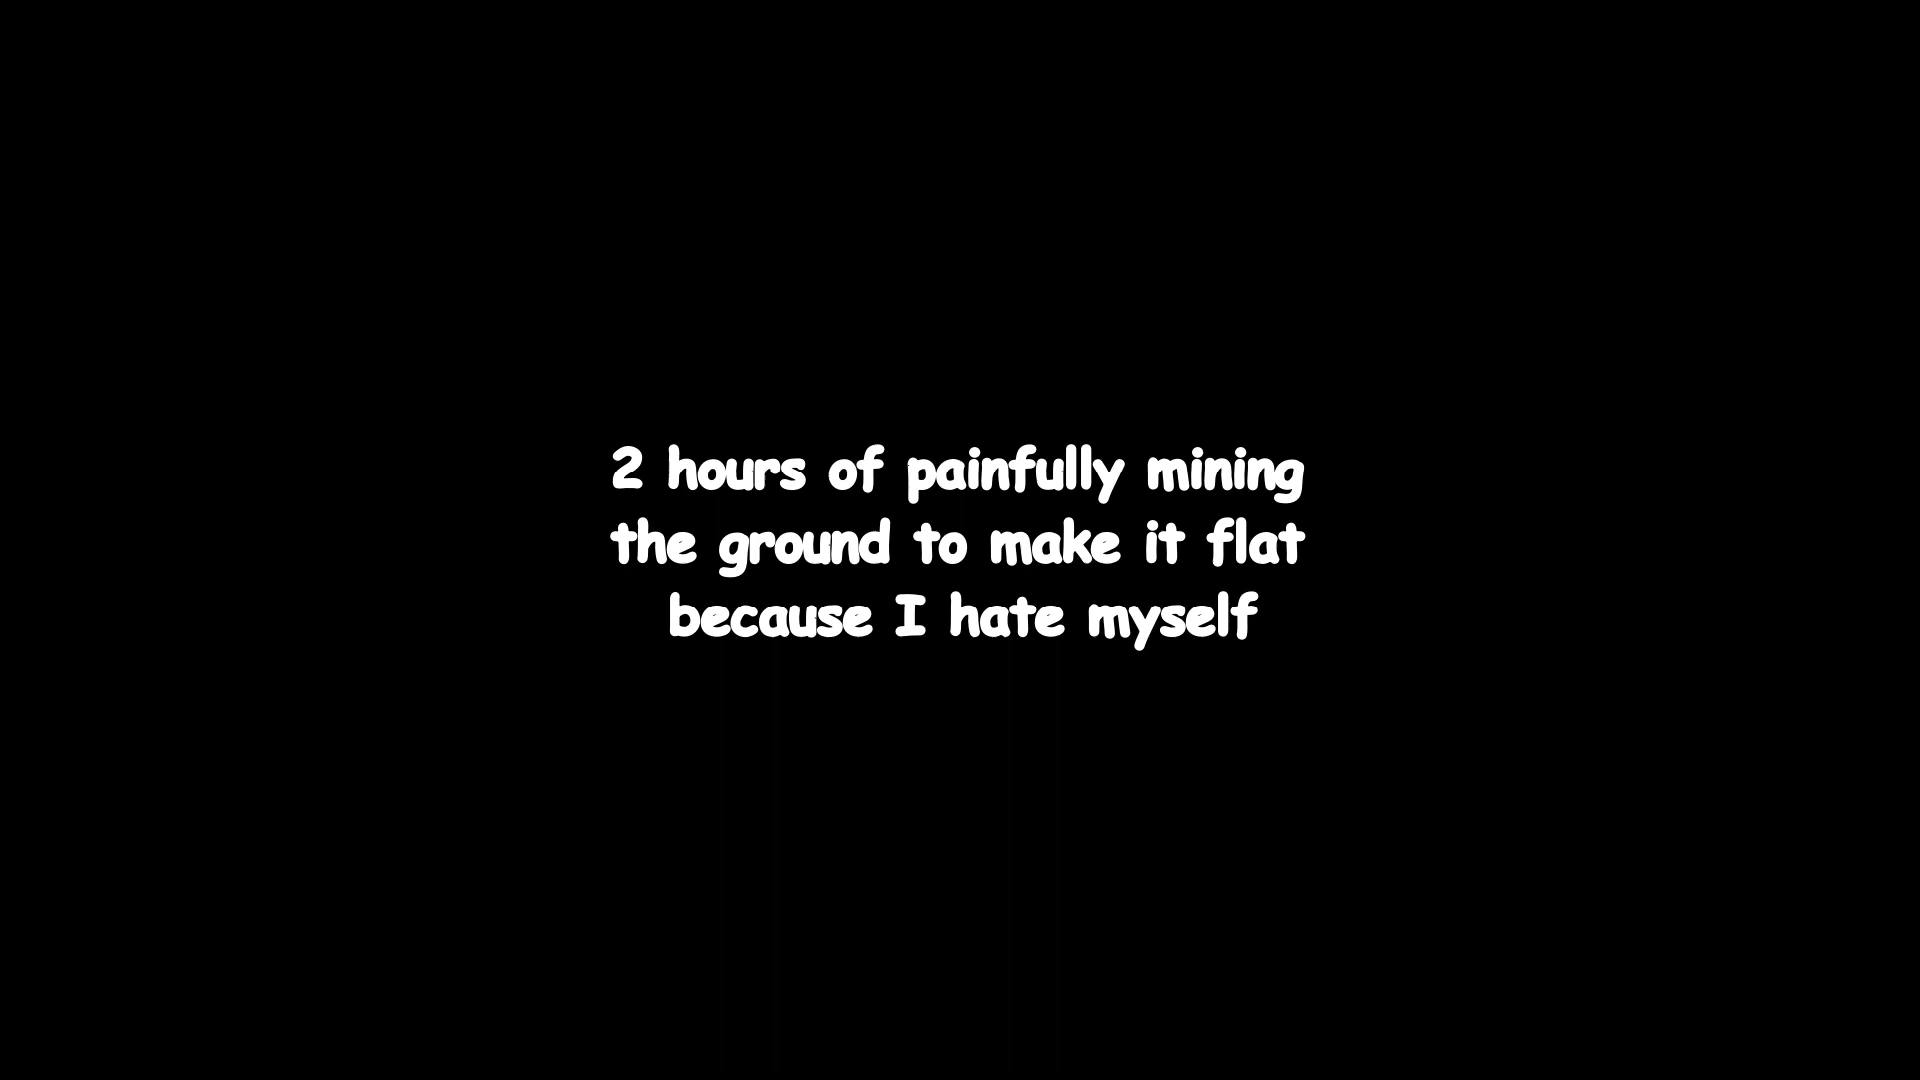 2 hours of painfully mining
the ground to make it flat
because I hate myself